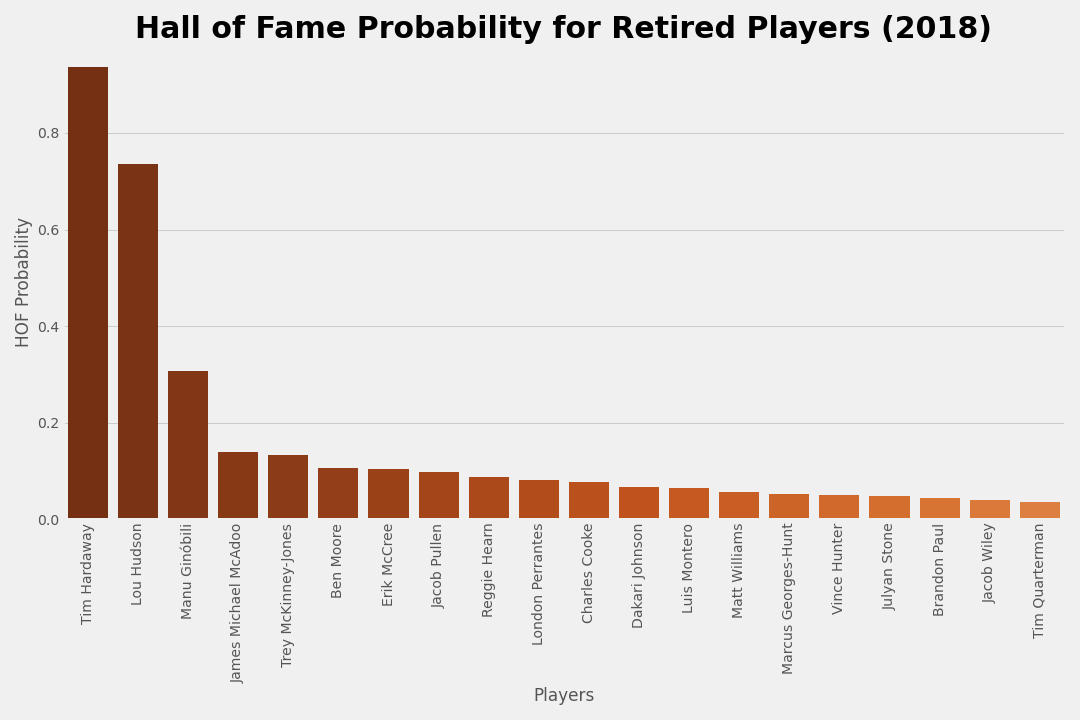 Hall of Fame Probability for Retired Players (2018)
HOF Probability
0.8
0.6
0.4
0.2
0.0
Tim Hardaway
Lou Hudson
Manu Ginóbili
James Michael McAdoo
Trey McKinney-Jones
Ben Moore
Erik McCree
Jacob Pullen
Reggie Hearn
London Perrantes
Charles Cooke
Dakari Johnson
Luis Montero
Matt Williams
Marcus Georges-Hunt
Vince Hunter
Julyan Stone
Brandon Paul
Jacob Wiley
Tim Quarterman
Players